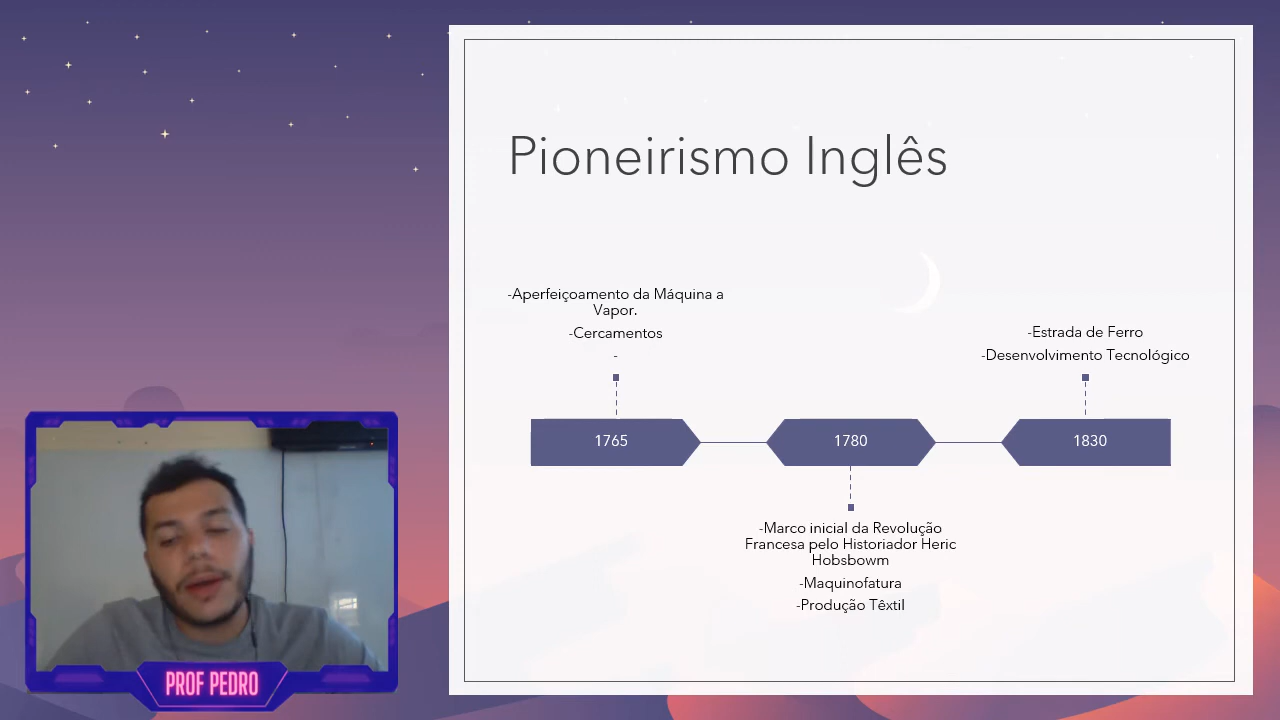 Pioneirismo Inglês
-Aperfeiçoamento da Máquina a
Vapor.
-Cercamentos
-
-Estrada de Ferro
-Desenvolvimento Tecnológico
1765
1780
1830
-Marco inicial da Revolução
Francesa pelo Historiador Heric
Hobsbowm
-Maquinofatura
-Produção Têxtil
PROF PEDRO